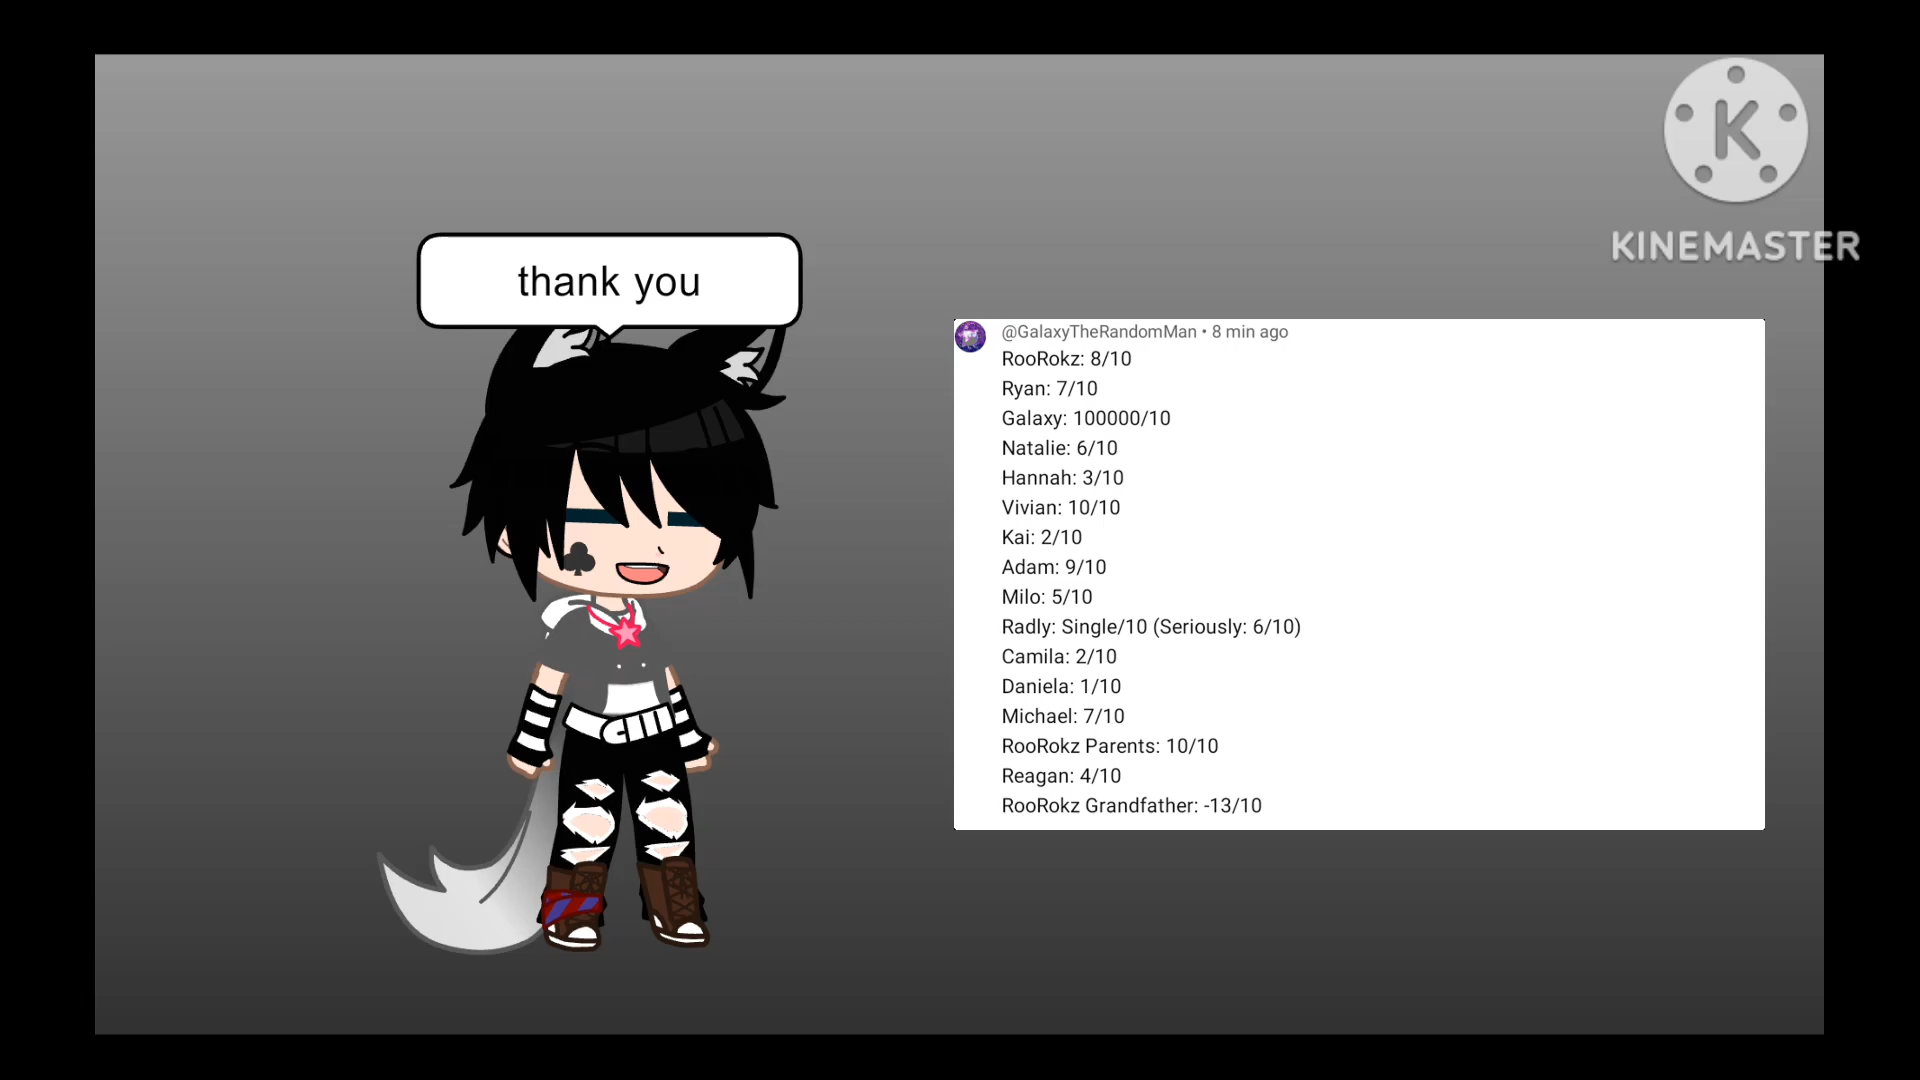 K
KINEMASTER
thank you
@GalaxyTheRandomMan • 8 min ago
RooRokz: 8/10
Ryan: 7/10
Galaxy: 100000/10
Natalie: 6/10
Hannah: 3/10
Vivian: 10/10
Kai: 2/10
Adam: 9/10
Milo: 5/10
Radly: Single/10 (Seriously: 6/10)
Camila: 2/10
Daniela: 1/10
Michael: 7/10
RooRokz Parents: 10/10
Reagan: 4/10
RooRokz Grandfather: -13/10